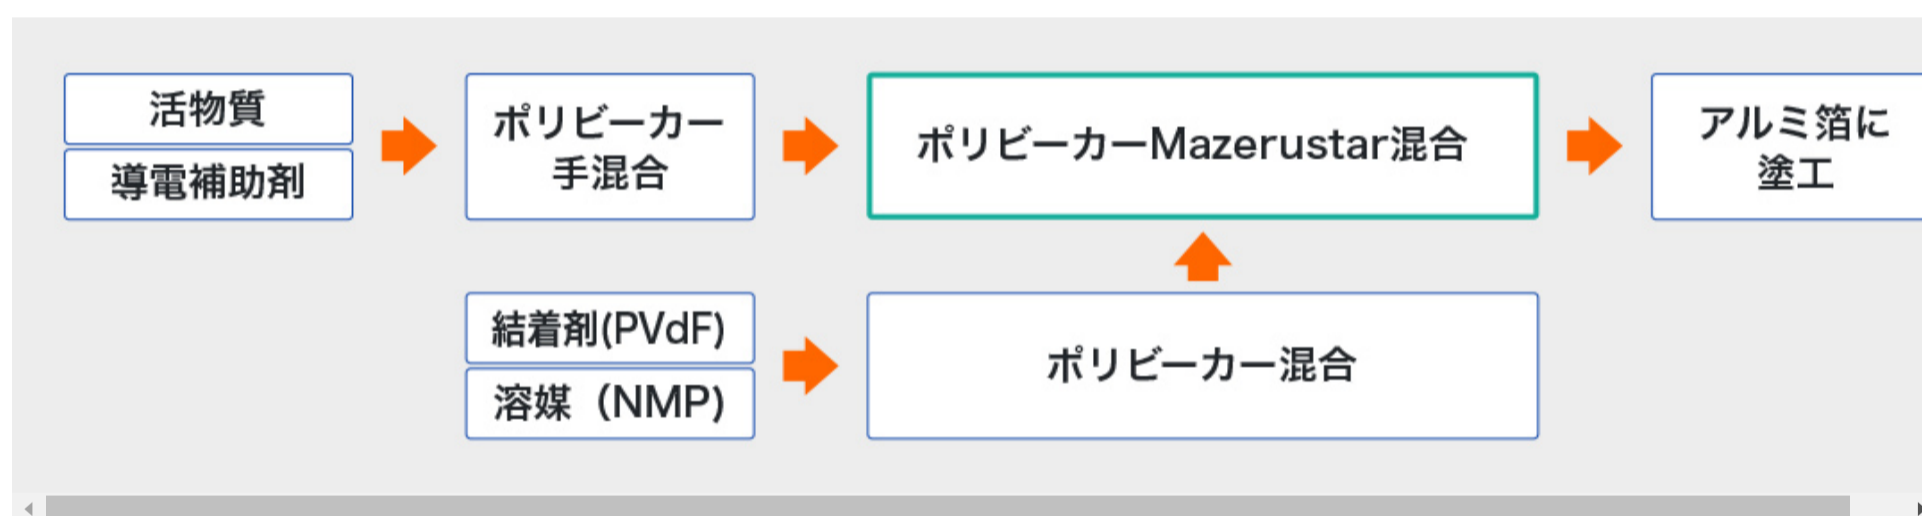 活物質
導電補助剤
ポリビーカー
手混合
ポリビーカーMazerustar混合
アルミ箔に
塗工
結着剤(PVdF)
溶媒（NMP)
ポリビーカー混合